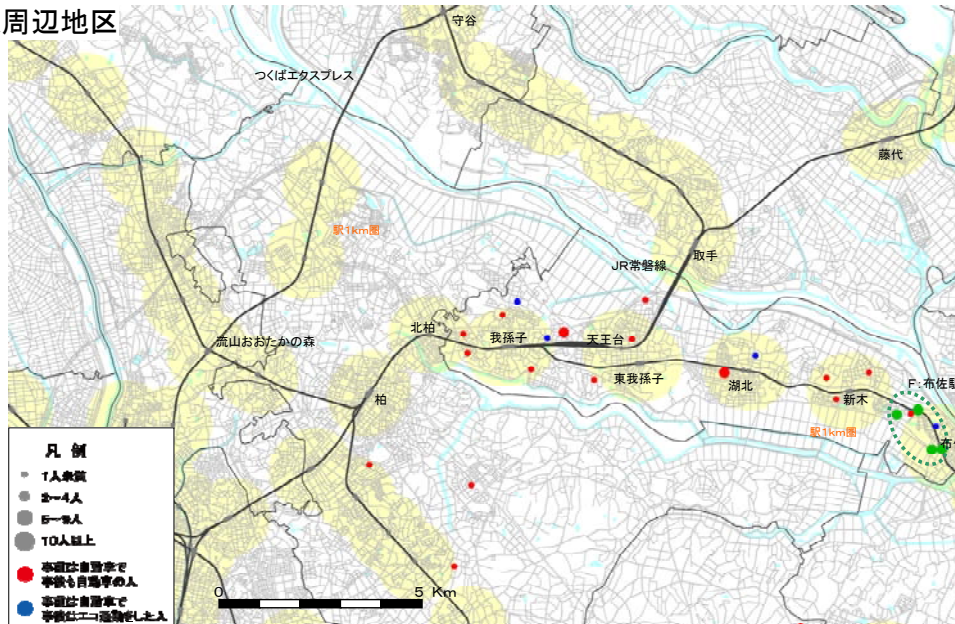 周辺地区
守谷
つくばエクスプレス
藤代
駅1km圏
取手
JR常磐線
北柏
我孫子
天王台
流山おおたかの森
東我孫子
湖北
新木
F:布佐駅
柏
駅1km圏
布佐
凡 例
1人未満
2～4人
5～9人
10人以上
事前は自動車で
事後も自動車の人
事前は自動車で
事後はエコ通勤をした人
0
5 Km